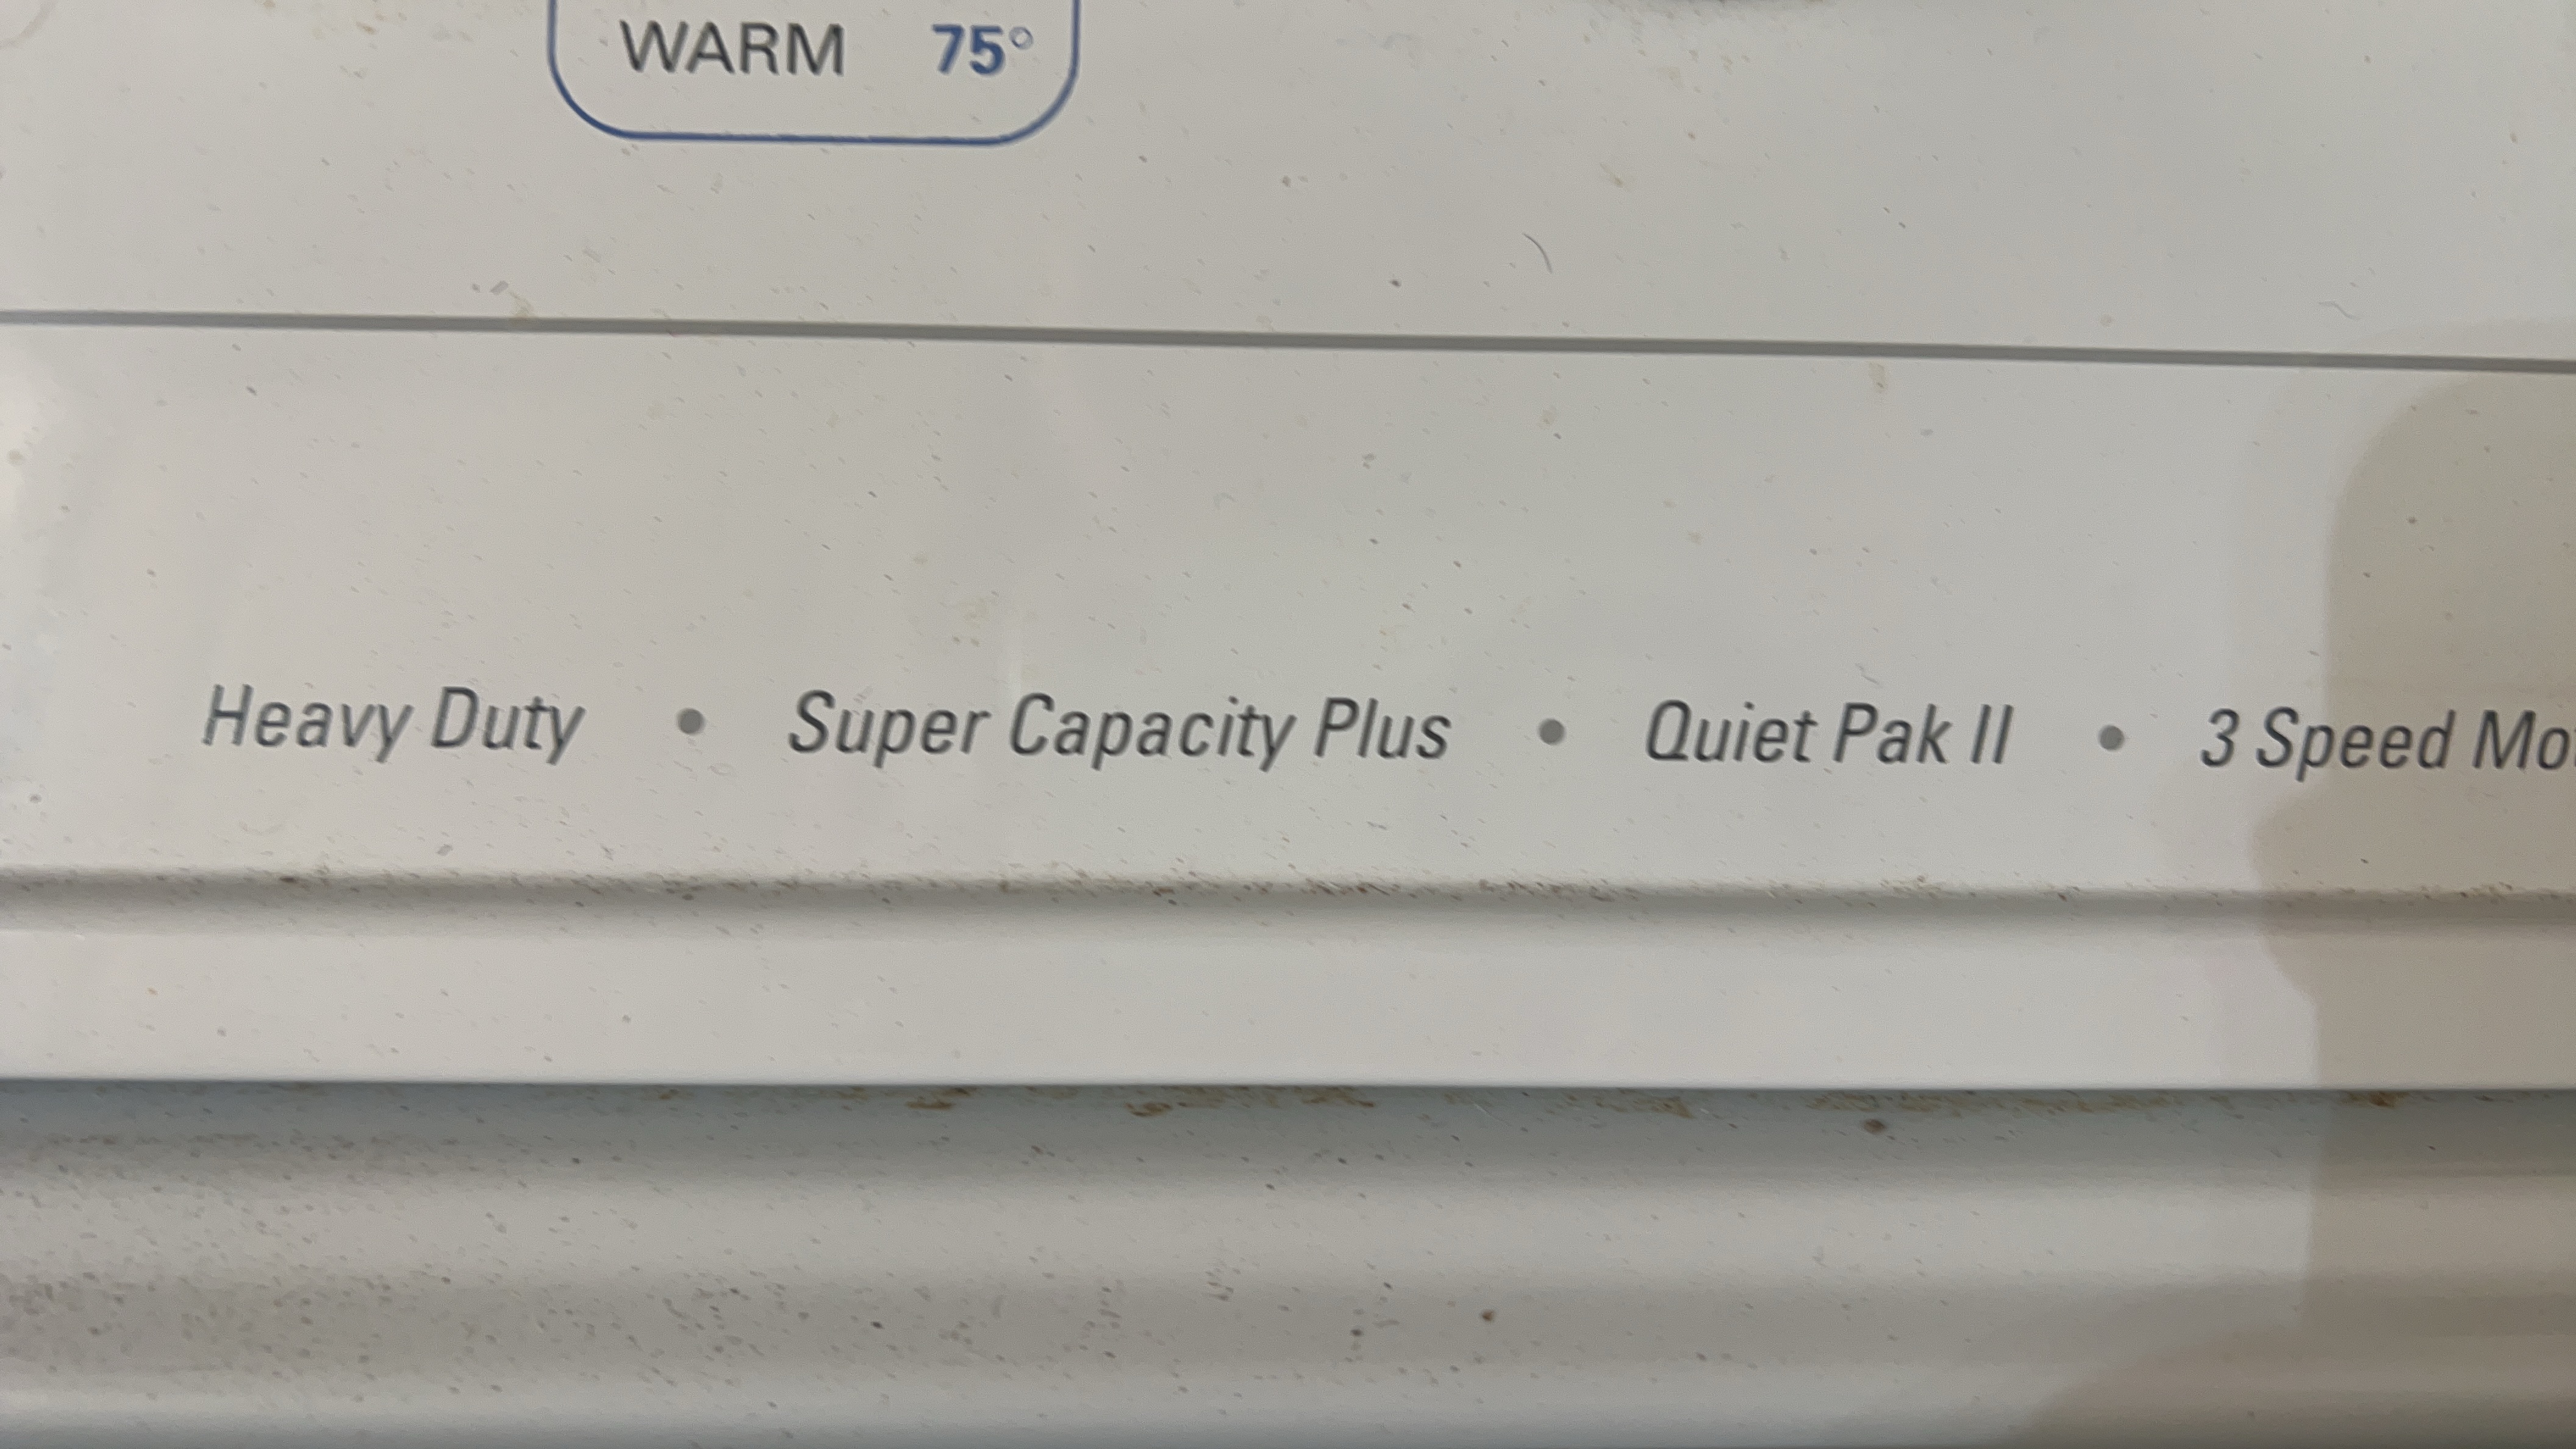 WARM 75°
Heavy Duty • Super Capacity Plus • Quiet Pak II • 3 Speed